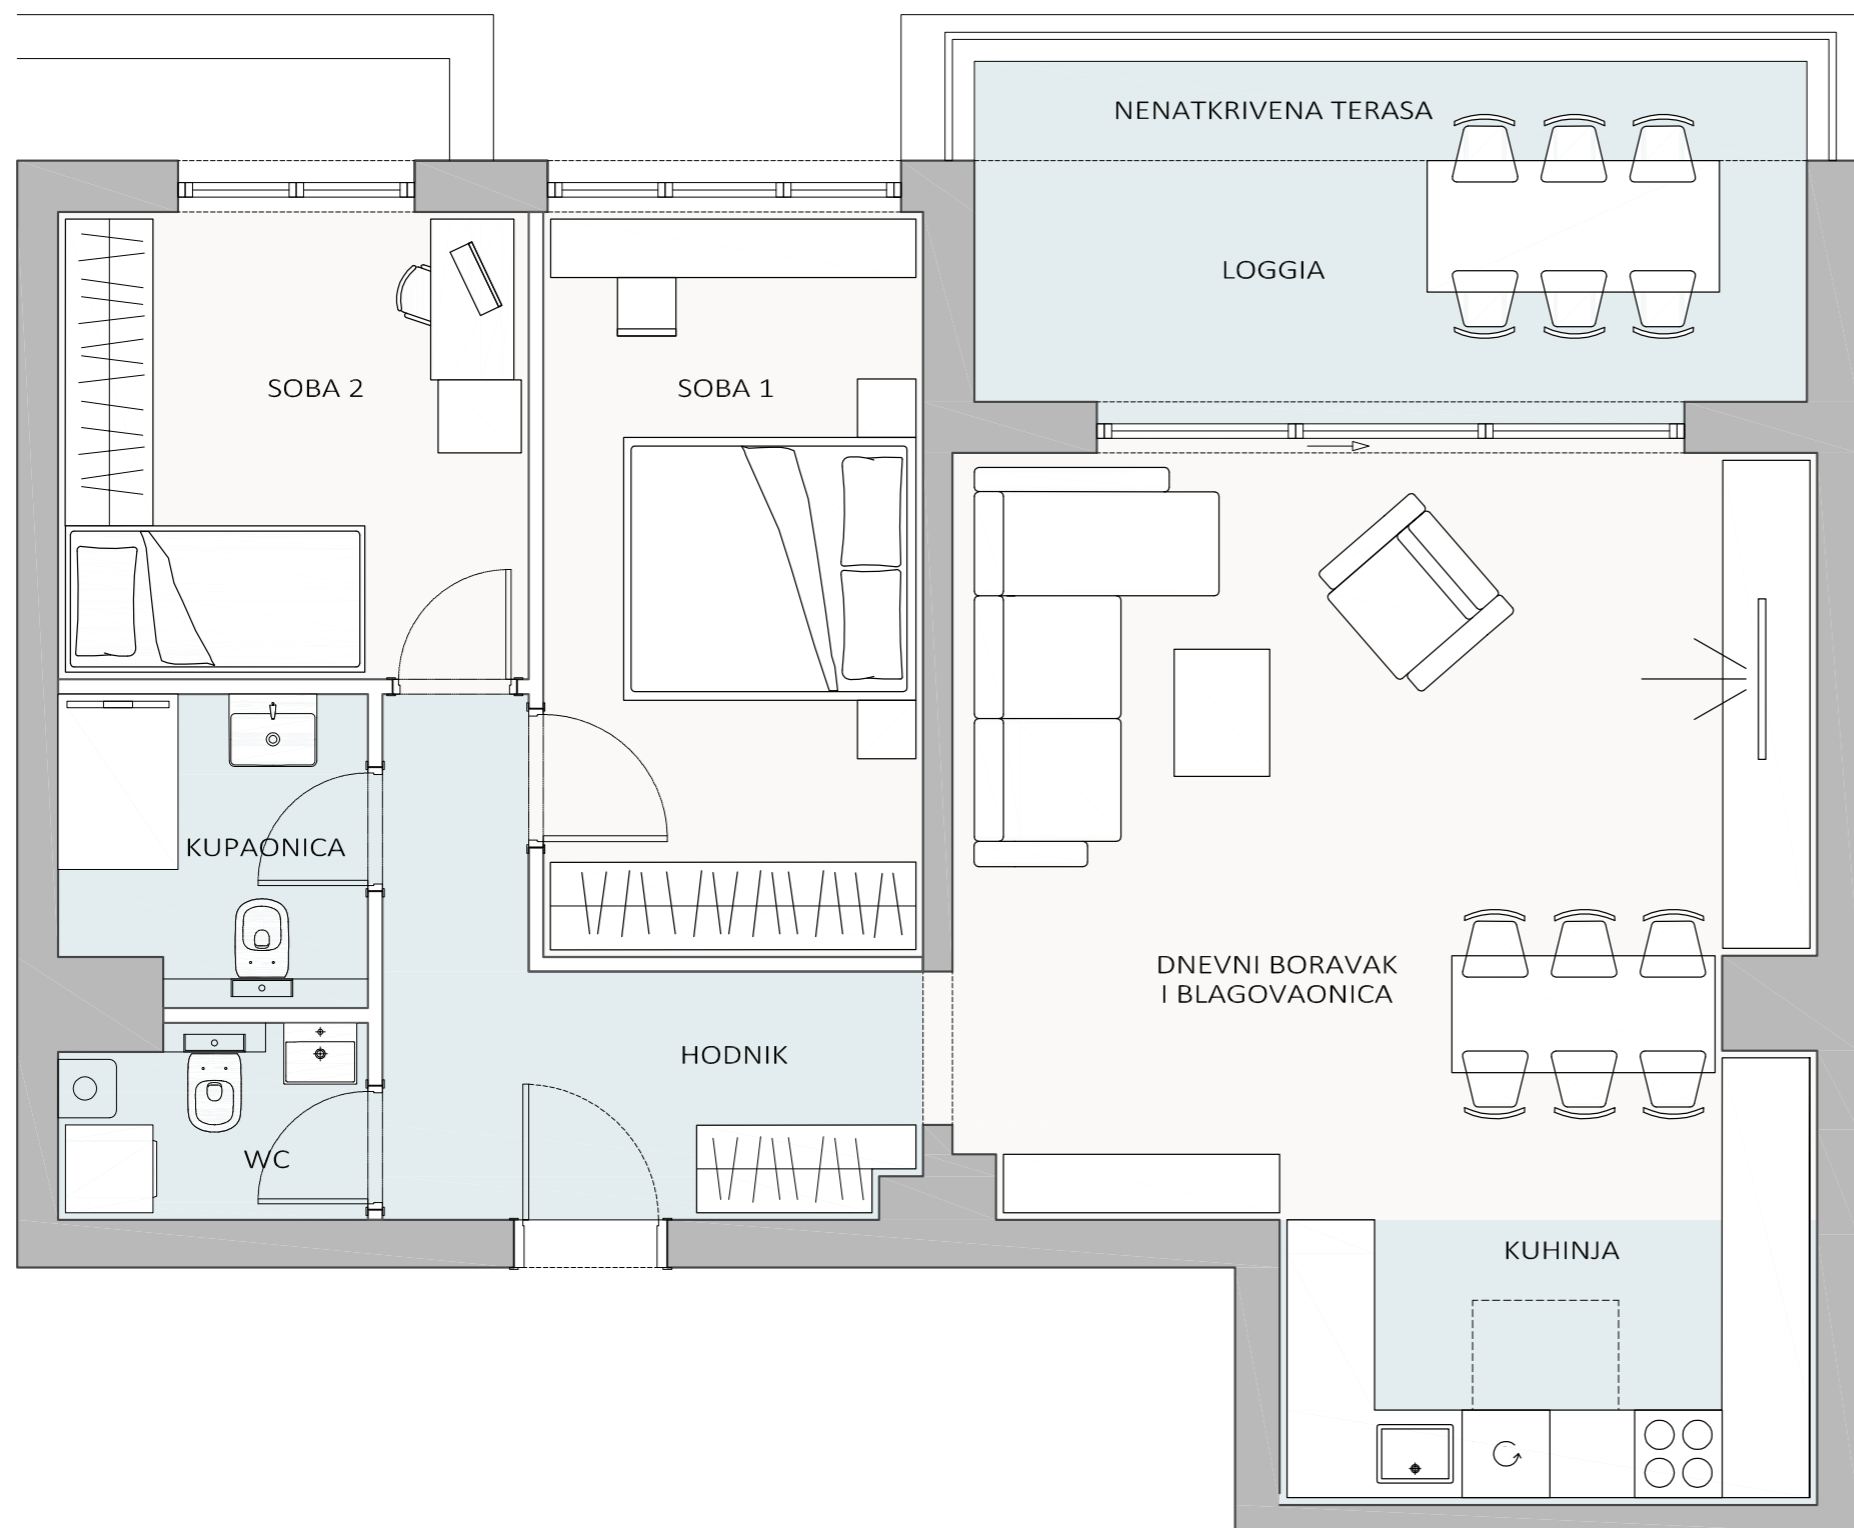 NENATKRIVENA TERASA
LOGGIA
SOBA 2
SOBA 1
KUPAONICA
DNEVNI BORAVAK
I BLAGOVAONICA
HODNIK
WC
KUHINJA